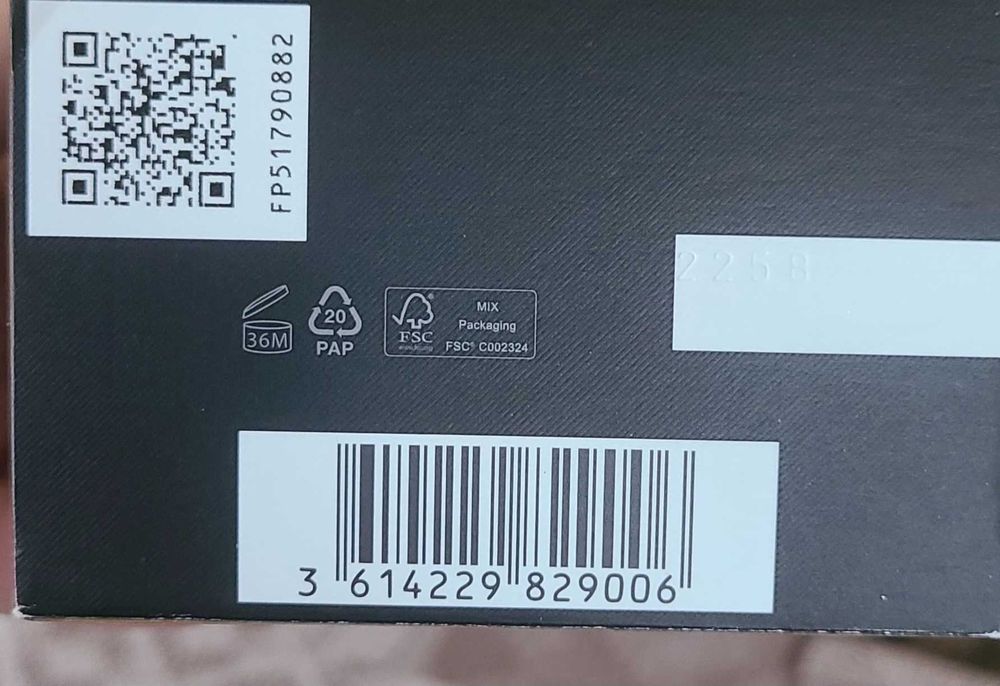 FP51790882
2258
36M
20
PAP
FSC
MIX
Packaging
FSC® C002324
3 614229 829006